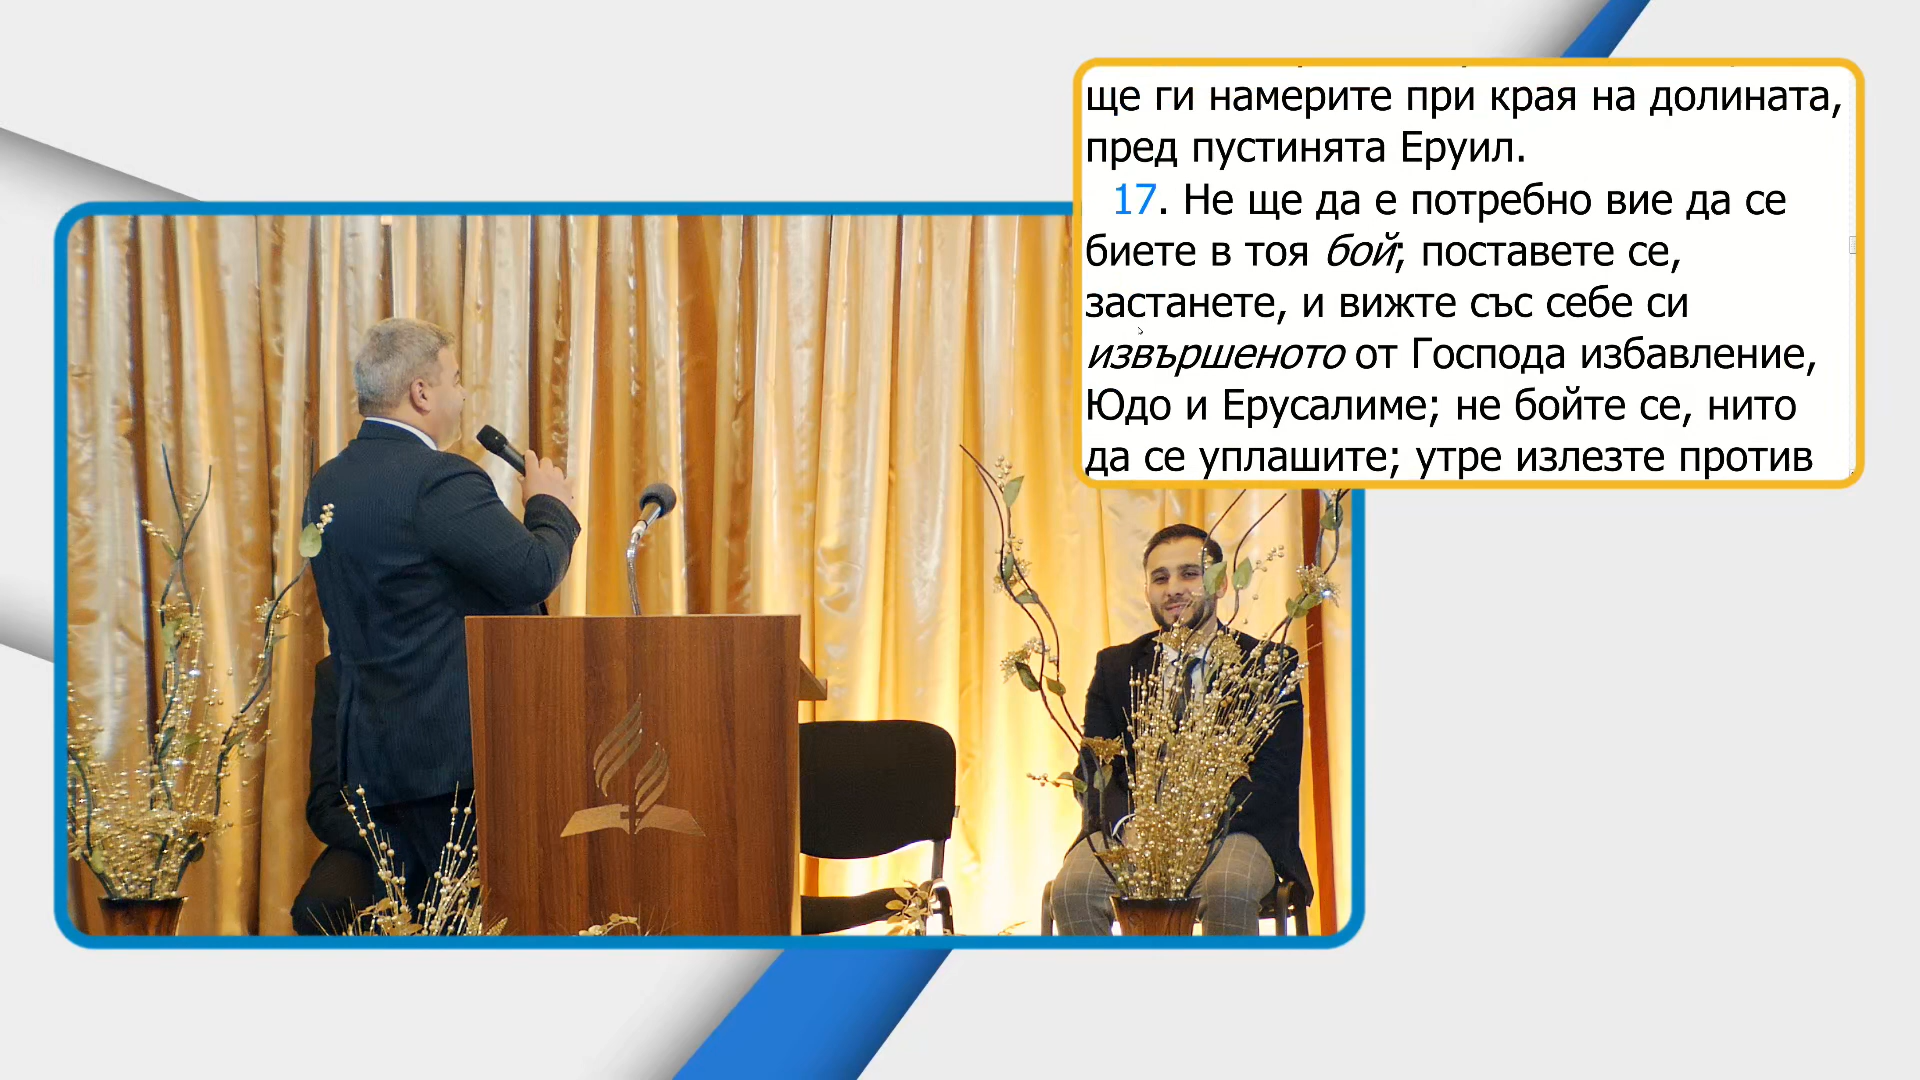 ще ги намерите при края на долината,
пред пустинята Еруил.
17. Не ще да е потребно вие да се
биете в тоя бой; поставете се,
застанете, и вижте със себе си
извършеното от Господа избавление,
Юдо и Ерусалиме; не бойте се, нито
да се уплашите; утре излезте против